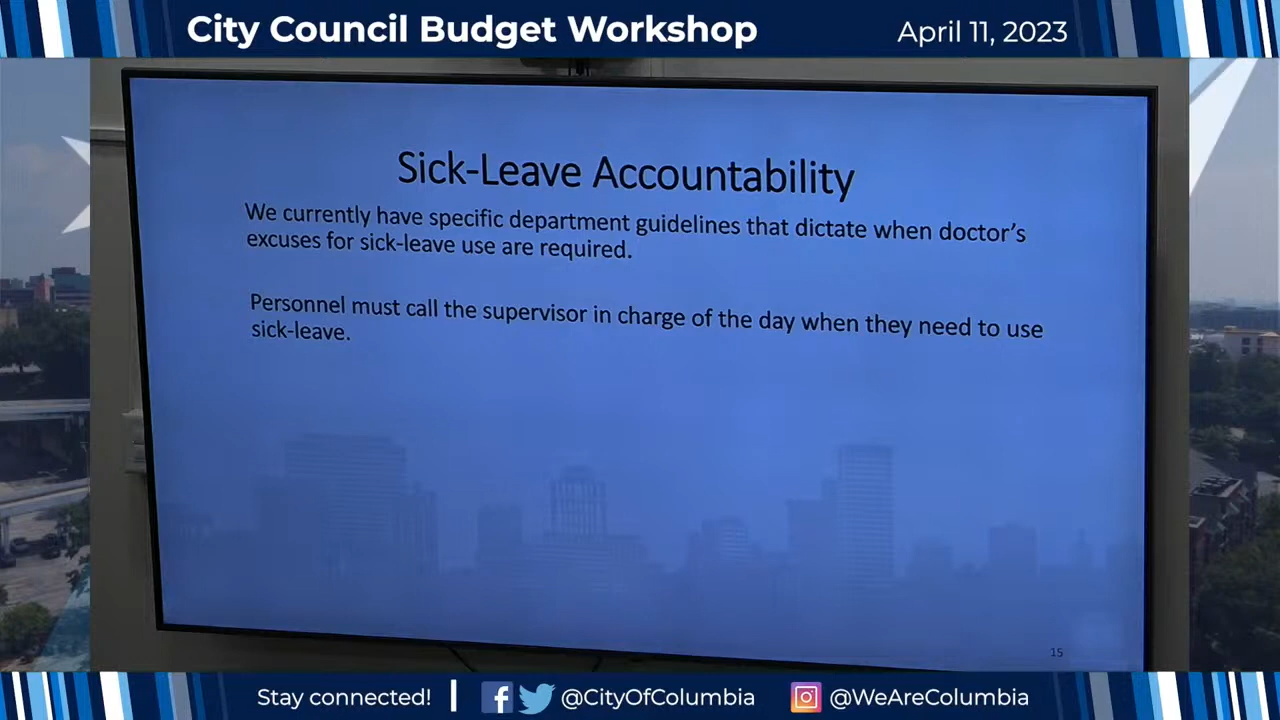 City Council Budget Workshop
April 11, 2023
Sick-Leave Accountability
We currently have specific department guidelines that dictate when doctor's
excuses for sick-leave use are required.
Personnel must call the supervisor in charge of the day when they need to use
sick-leave.
15
Stay connected! | @CityOfColumbia @WeAreColumbia